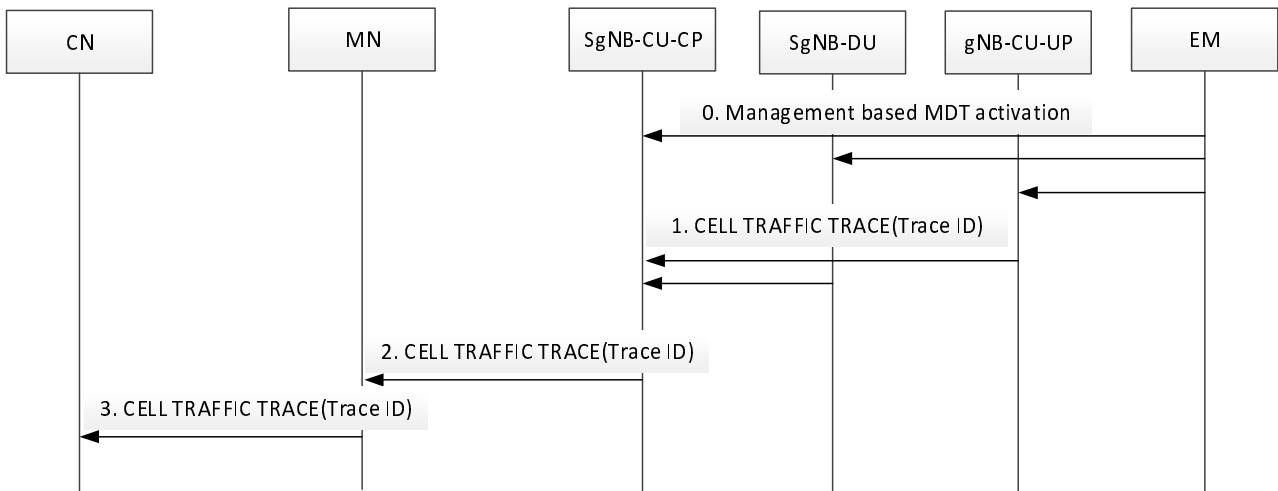 CN
MN
SgNB-CU-CP
SgNB-DU
gNB-CU-UP
EM
0. Management based MDT activation
1. CELL TRAFFIC TRACE(Trace ID)
2. CELL TRAFFIC TRACE(Trace ID)
3. CELL TRAFFIC TRACE(Trace ID)